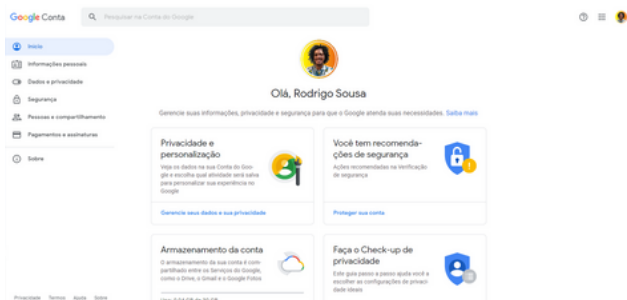 Google Conta
Pesquisar na Conta do Google
Início
Informações pessoais
Dados e privacidade
Segurança
Pessoas e compartilhamento
Pagamentos e assinaturas
Sobre
Olá, Rodrigo Sousa
Gerencie suas informações, privacidade e segurança para que o Google atenda suas necessidades. Saiba mais
Privacidade e
personalização
Veja os dados na sua Conta do Goo-
gle e escolha qual atividade será salva
para personalizar sua experiência no
Google
Gerencie seus dados e sua privacidade
Você tem recomenda-
ções de segurança
Ações recomendadas na Verificação
de segurança
Proteger sua conta
Armazenamento da conta
O armazenamento da sua conta é com-
partilhado entre os Serviços do Google,
como o Drive, o Gmail e o Google Fotos
Faça o Check-up de
privacidade
Este guia passo a passo ajuda você a
escolher as configurações de privaci-
dade ideais
Privacidade Termos Ajuda Sobre